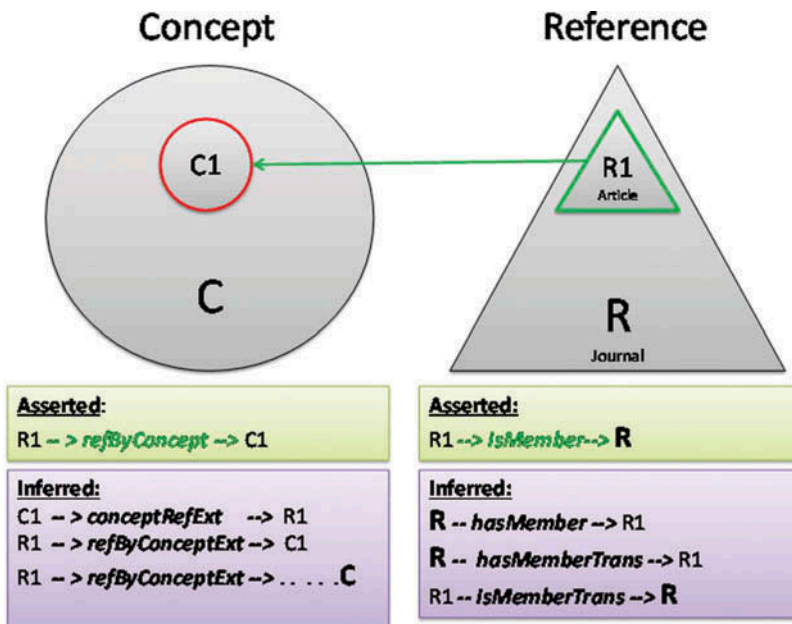 Concept
Reference
C1
R1
Article
C
R
Journal
Asserted:
R1 -- > refByConcept --> C1
Inferred:
C1 -- > conceptRefExt --> R1
R1 -- > refByConceptExt--> C1
R1 -- > refByConceptExt--> . . . . . C
Asserted:
R1 --> IsMember--> R
Inferred:
R -- hasMember --> R1
R -- hasMemberTrans --> R1
R1 -- IsMemberTrans --> R